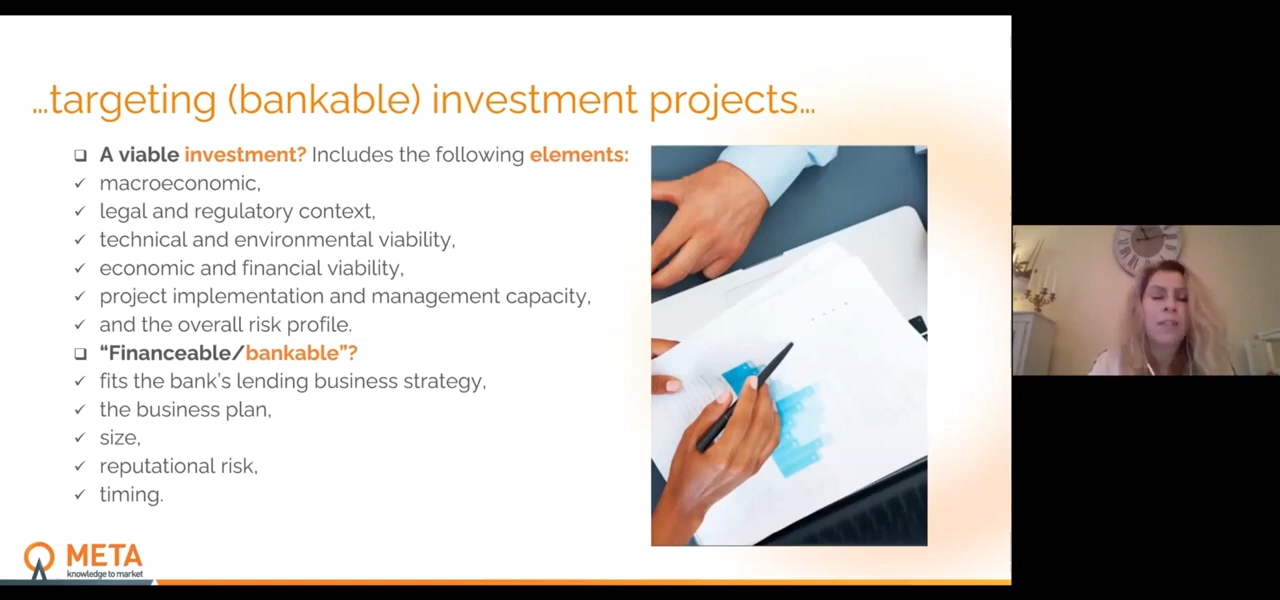 ...targeting (bankable) investment projects...
❑ A viable investment? Includes the following elements:
✓ macroeconomic,
✓ legal and regulatory context,
✓ technical and environmental viability,
✓ economic and financial viability,
✓ project implementation and management capacity,
✓ and the overall risk profile.
❑ “Financeable/bankable”?
✓ fits the bank’s lending business strategy,
✓ the business plan,
✓ size,
✓ reputational risk,
✓ timing.
META
knowledge to market